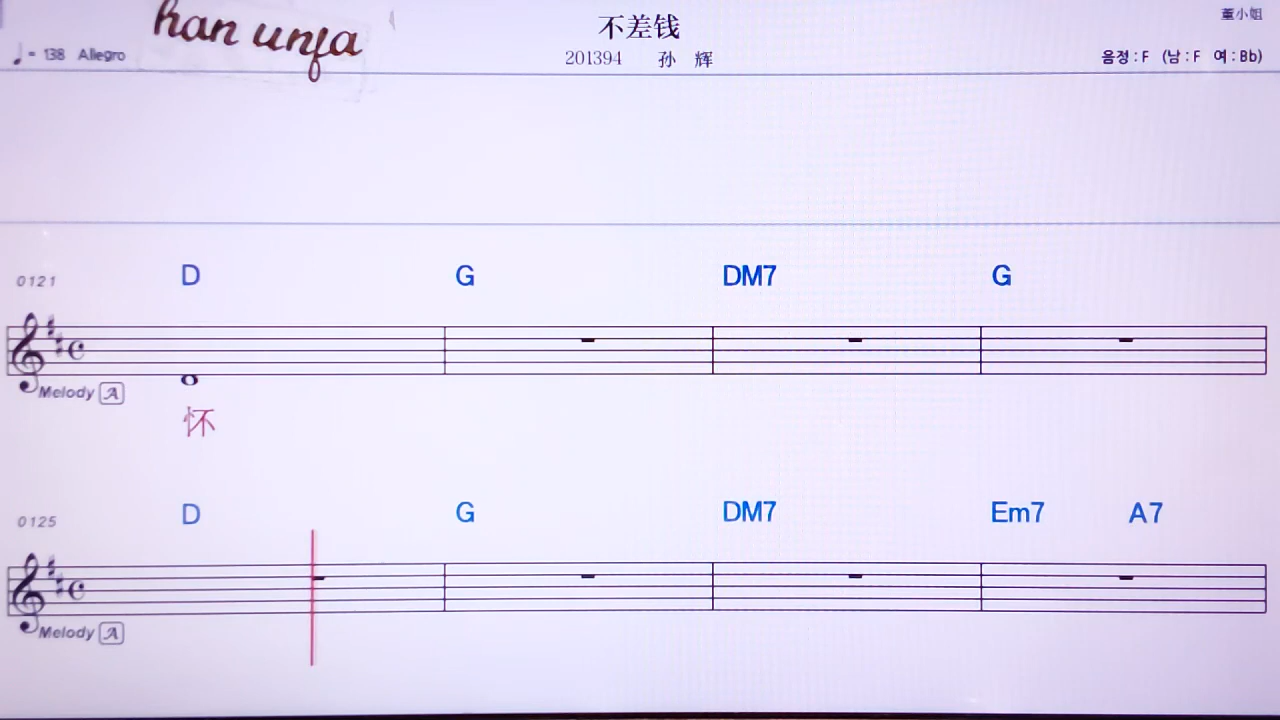 han unfa
不差钱
董小姐
♩ = 138 Allegro
201394 孙 辉
음정 : F (남 : F 여 : Bb)
0121 D G DM7 G
Melody A
怀
0125 D G DM7 Em7 A7
Melody A